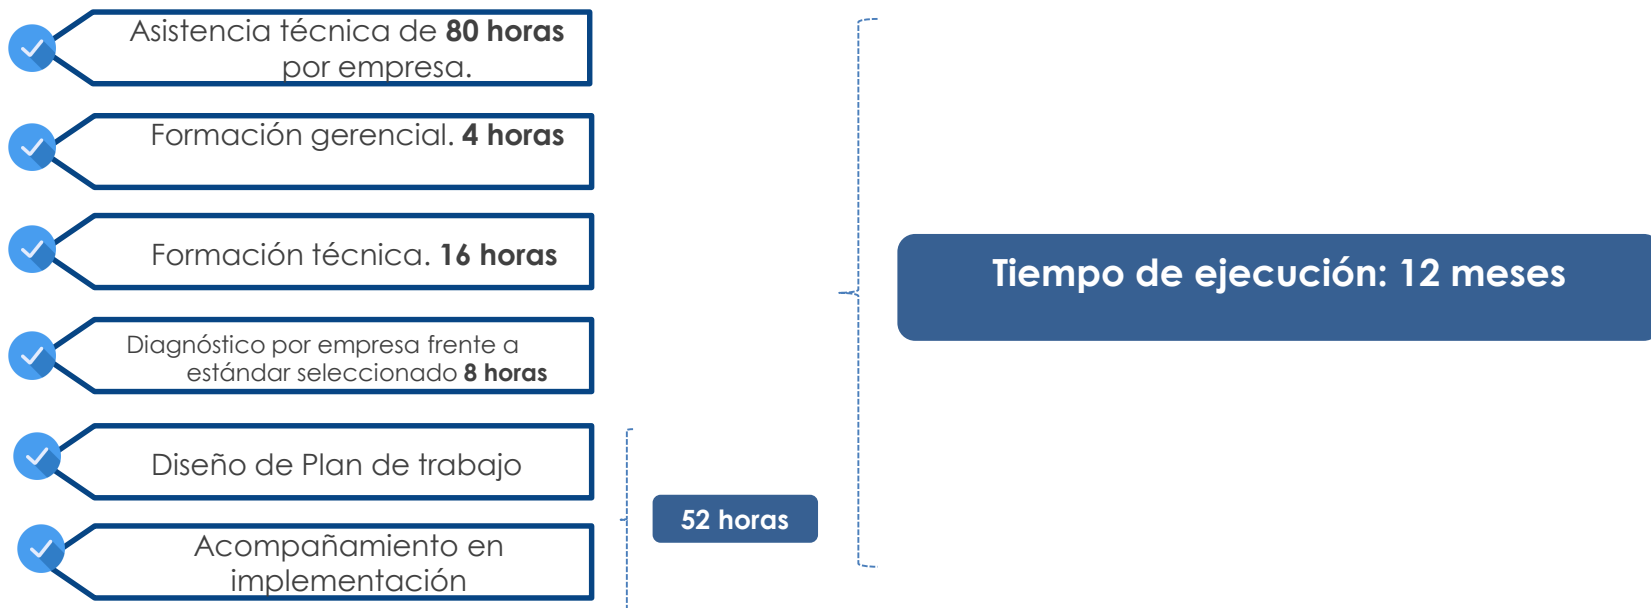 Asistencia técnica de 80 horas
por empresa.
Formación gerencial. 4 horas
Formación técnica. 16 horas
Diagnóstico por empresa frente a
estándar seleccionado 8 horas
Diseño de Plan de trabajo
Acompañamiento en
implementación
52 horas
Tiempo de ejecución: 12 meses